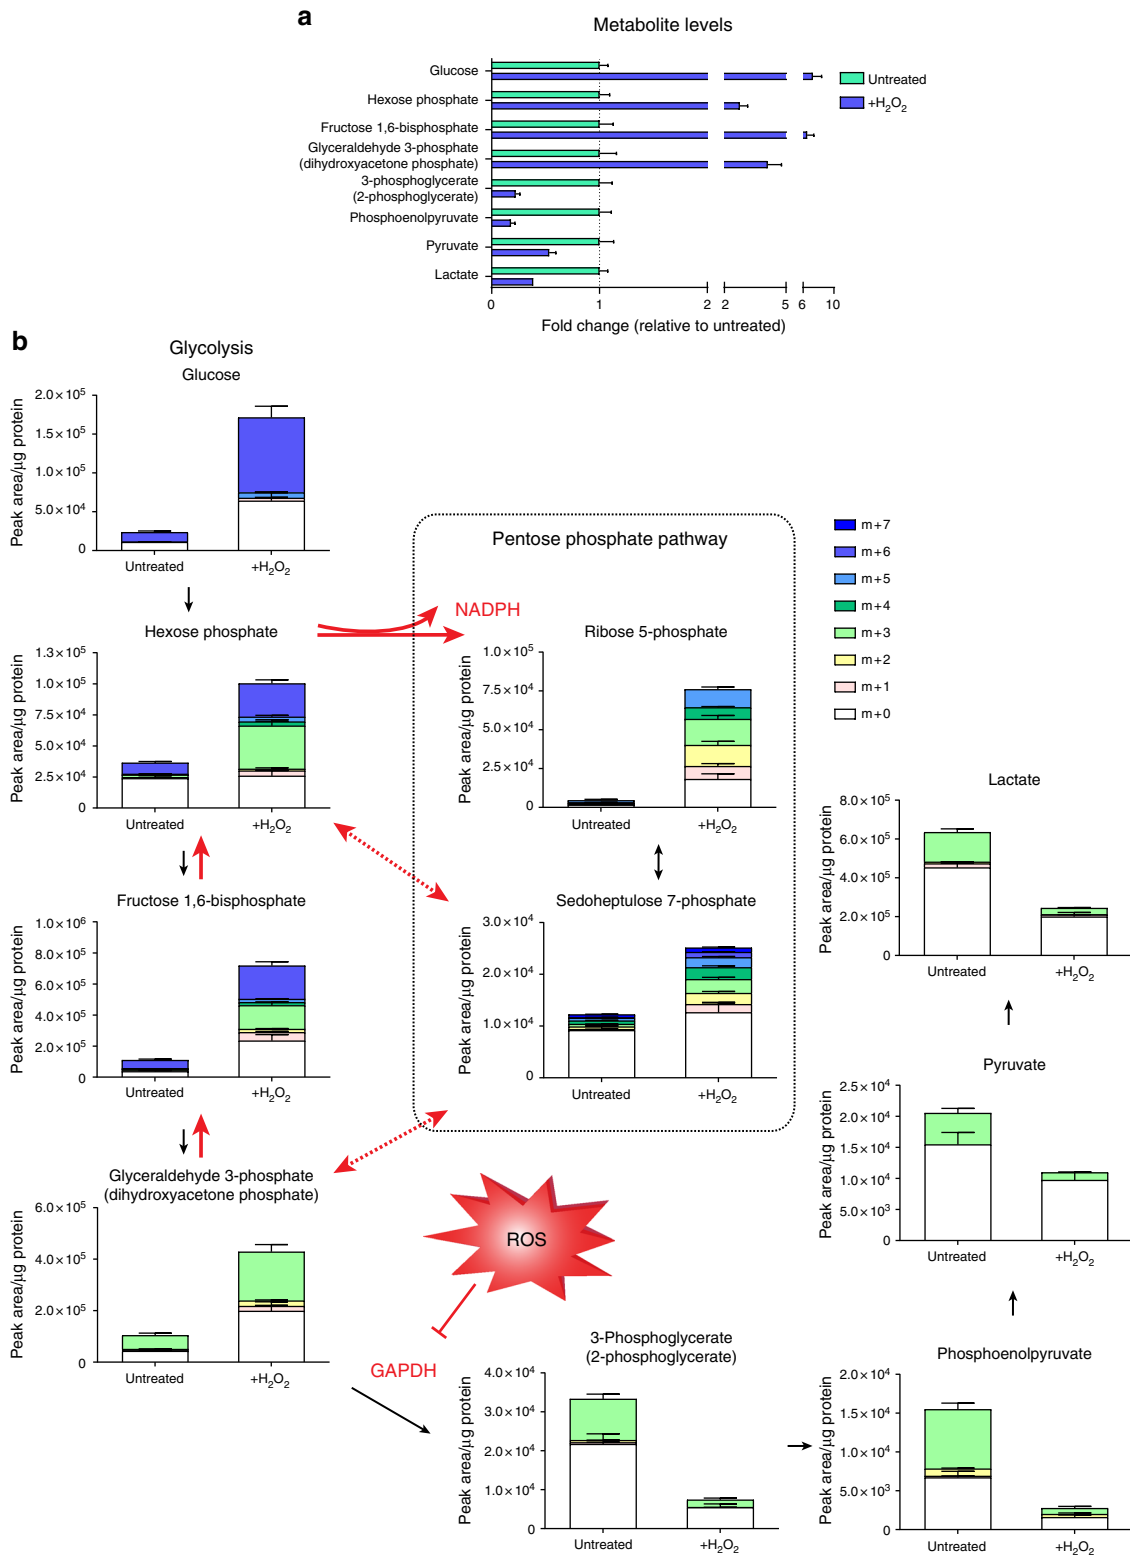 a
Metabolite levels
Glucose
Hexose phosphate
Fructose 1,6-bisphosphate
Glyceraldehyde 3-phosphate
(dihydroxyacetone phosphate)
3-phosphoglycerate
(2-phosphoglycerate)
Phosphoenolpyruvate
Pyruvate
Lactate
0 1 2 2 5 6 10
Fold change (relative to untreated)
Untreated
+H₂O₂
b
Glycolysis
Glucose
Peak area/µg protein
2.0×10⁵
1.5×10⁵
1.0×10⁵
5.0×10⁴
0
Untreated +H₂O₂
Hexose phosphate
Peak area/µg protein
1.3×10⁵
1.0×10⁵
7.5×10⁴
5.0×10⁴
2.5×10⁴
0
Untreated +H₂O₂
Fructose 1,6-bisphosphate
Peak area/µg protein
1.0×10⁶
8.0×10⁵
6.0×10⁵
4.0×10⁵
2.0×10⁵
0
Untreated +H₂O₂
Glyceraldehyde 3-phosphate
(dihydroxyacetone phosphate)
Peak area/µg protein
6.0×10⁵
4.0×10⁵
2.0×10⁵
0
Untreated +H₂O₂
Pentose phosphate pathway
NADPH
Ribose 5-phosphate
Peak area/µg protein
1.0×10⁵
7.5×10⁴
5.0×10⁴
2.5×10⁴
0
Untreated +H₂O₂
Sedoheptulose 7-phosphate
Peak area/µg protein
3.0×10⁴
2.0×10⁴
1.0×10⁴
0
Untreated +H₂O₂
ROS
GAPDH
3-Phosphoglycerate
(2-phosphoglycerate)
Peak area/µg protein
4.0×10⁴
3.0×10⁴
2.0×10⁴
1.0×10⁴
0
Untreated +H₂O₂
m+7
m+6
m+5
m+4
m+3
m+2
m+1
m+0
Lactate
Peak area/µg protein
8.0×10⁵
6.0×10⁵
4.0×10⁵
2.0×10⁵
0
Untreated +H₂O₂
Pyruvate
Peak area/µg protein
2.5×10⁴
2.0×10⁴
1.5×10⁴
1.0×10⁴
5.0×10³
0
Untreated +H₂O₂
Phosphoenolpyruvate
Peak area/µg protein
2.0×10⁴
1.5×10⁴
1.0×10⁴
5.0×10³
0
Untreated +H₂O₂